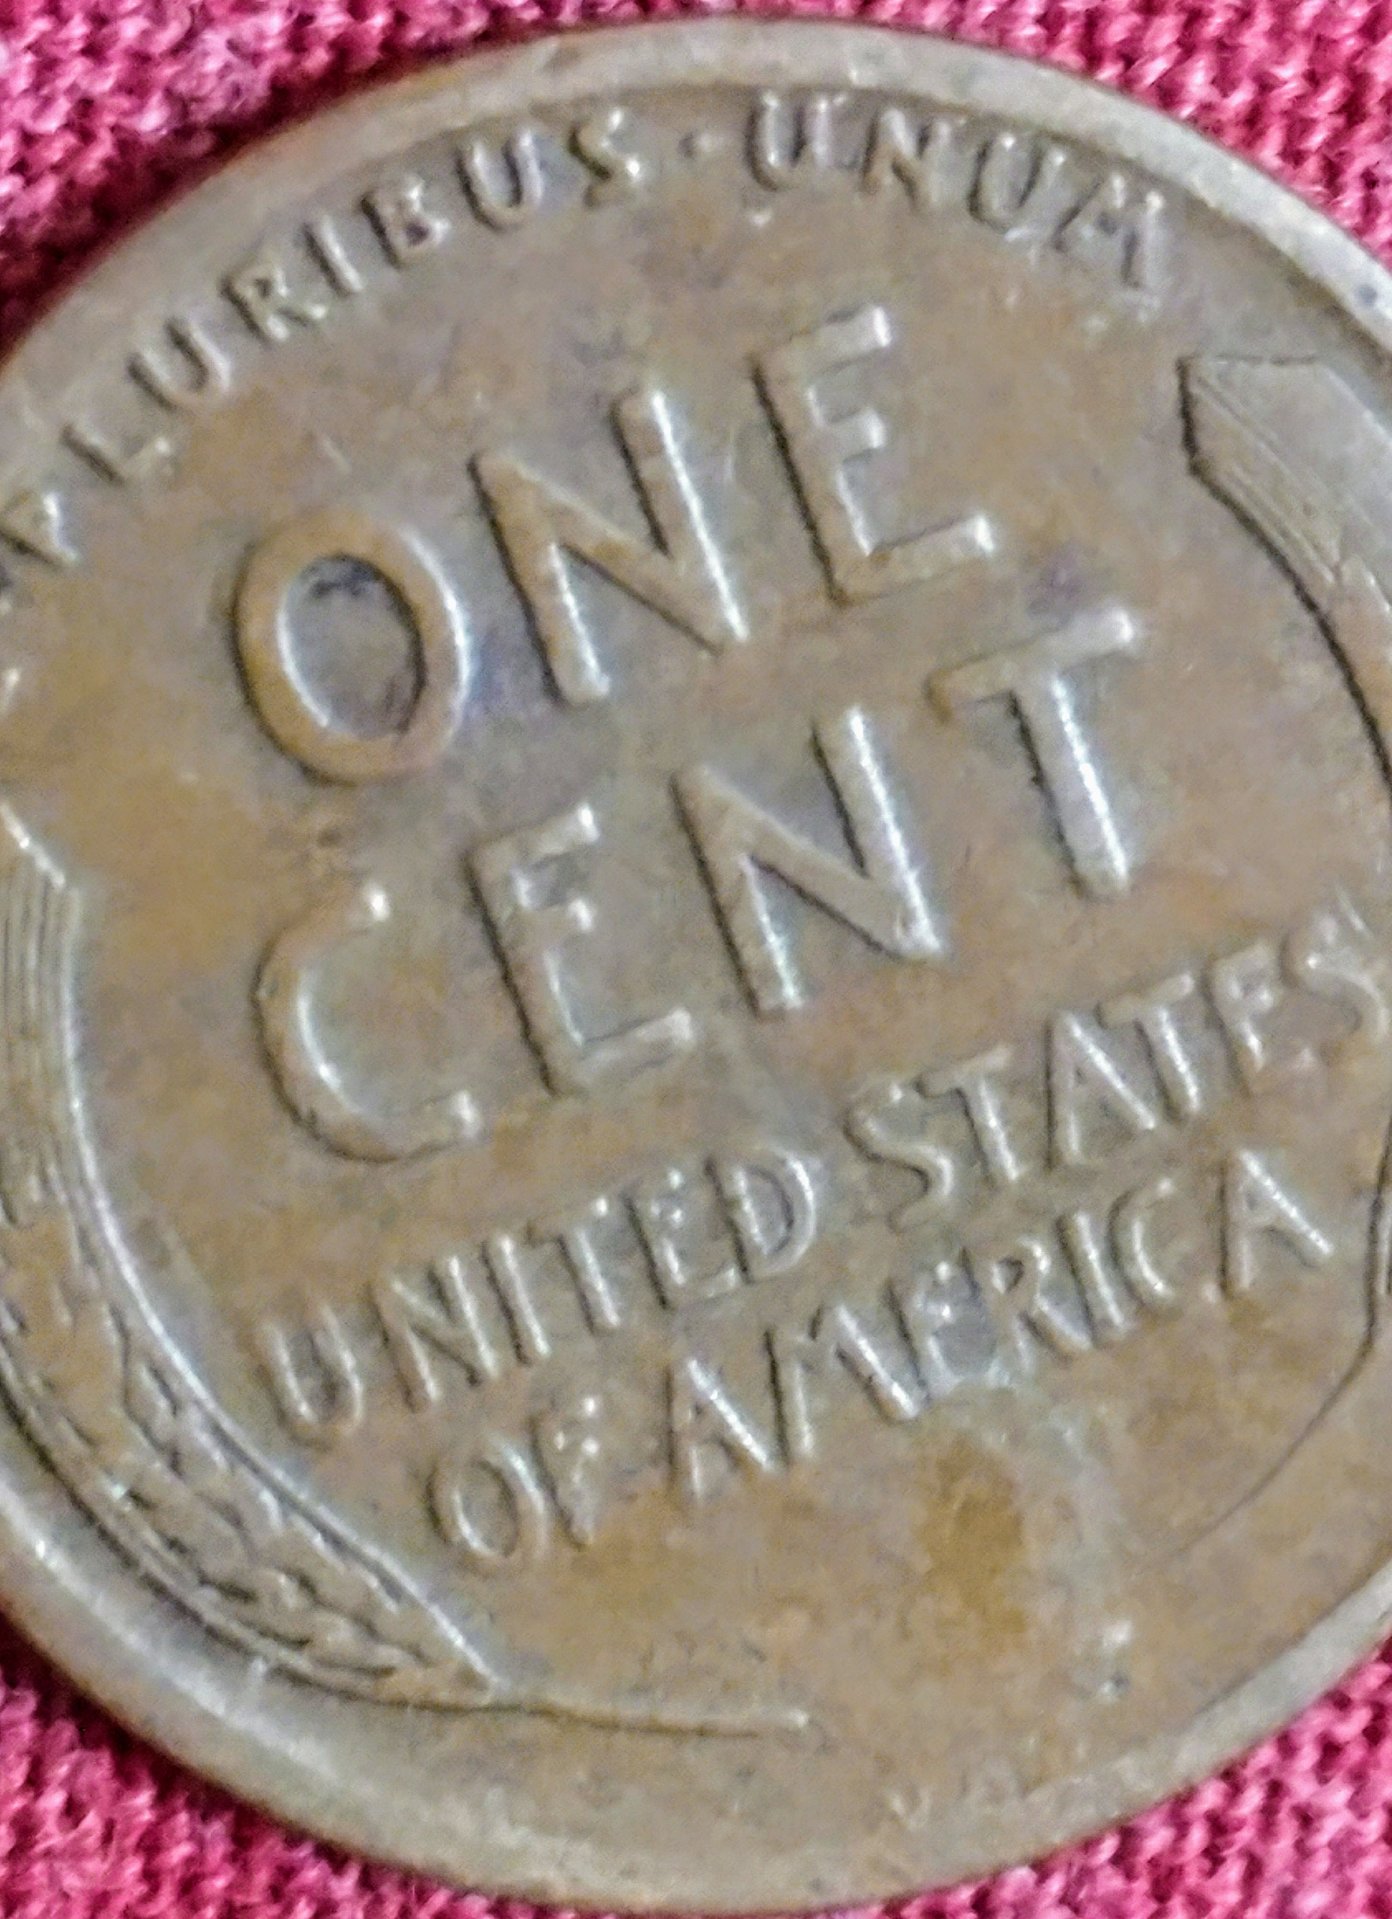 PLURIBUS · UNUM
ONE
CENT
UNITED STATES
OF AMERICA